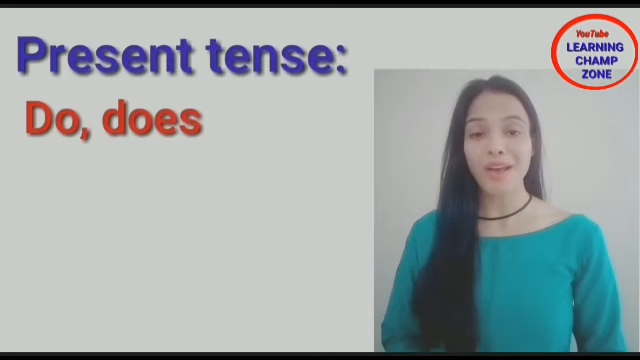 Present tense:
Do, does
YouTube
LEARNING
CHAMP
ZONE